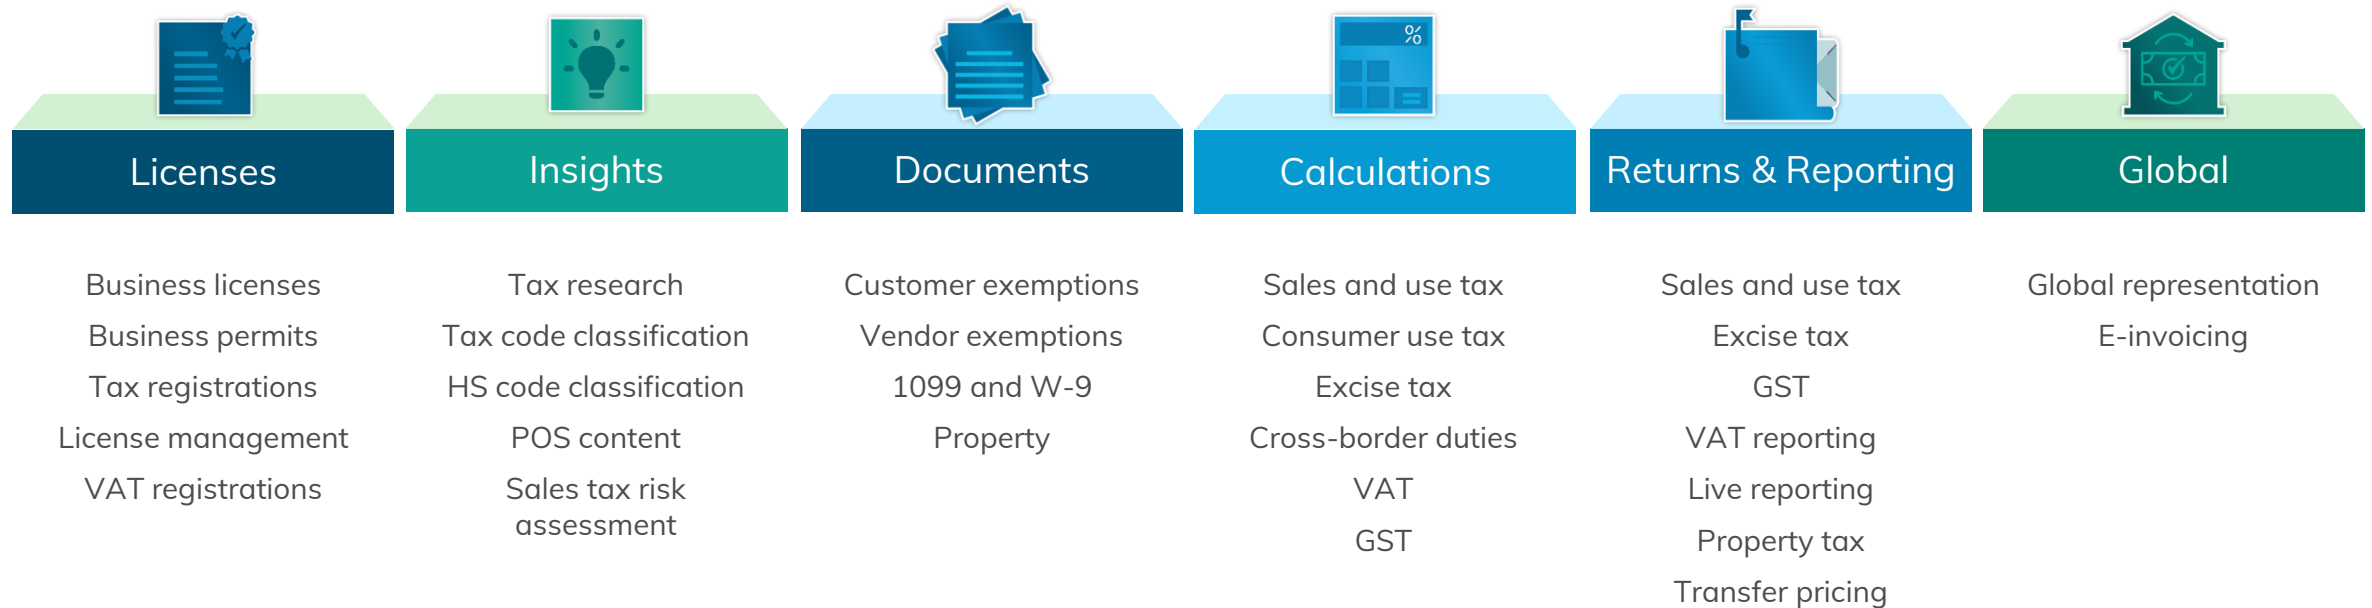 %
Licenses
Business licenses
Business permits
Tax registrations
License management
VAT registrations
Insights
Tax research
Tax code classification
HS code classification
POS content
Sales tax risk
assessment
Documents
Customer exemptions
Vendor exemptions
1099 and W-9
Property
Calculations
Sales and use tax
Consumer use tax
Excise tax
Cross-border duties
VAT
GST
Returns & Reporting
Sales and use tax
Excise tax
GST
VAT reporting
Live reporting
Property tax
Transfer pricing
Global
Global representation
E-invoicing